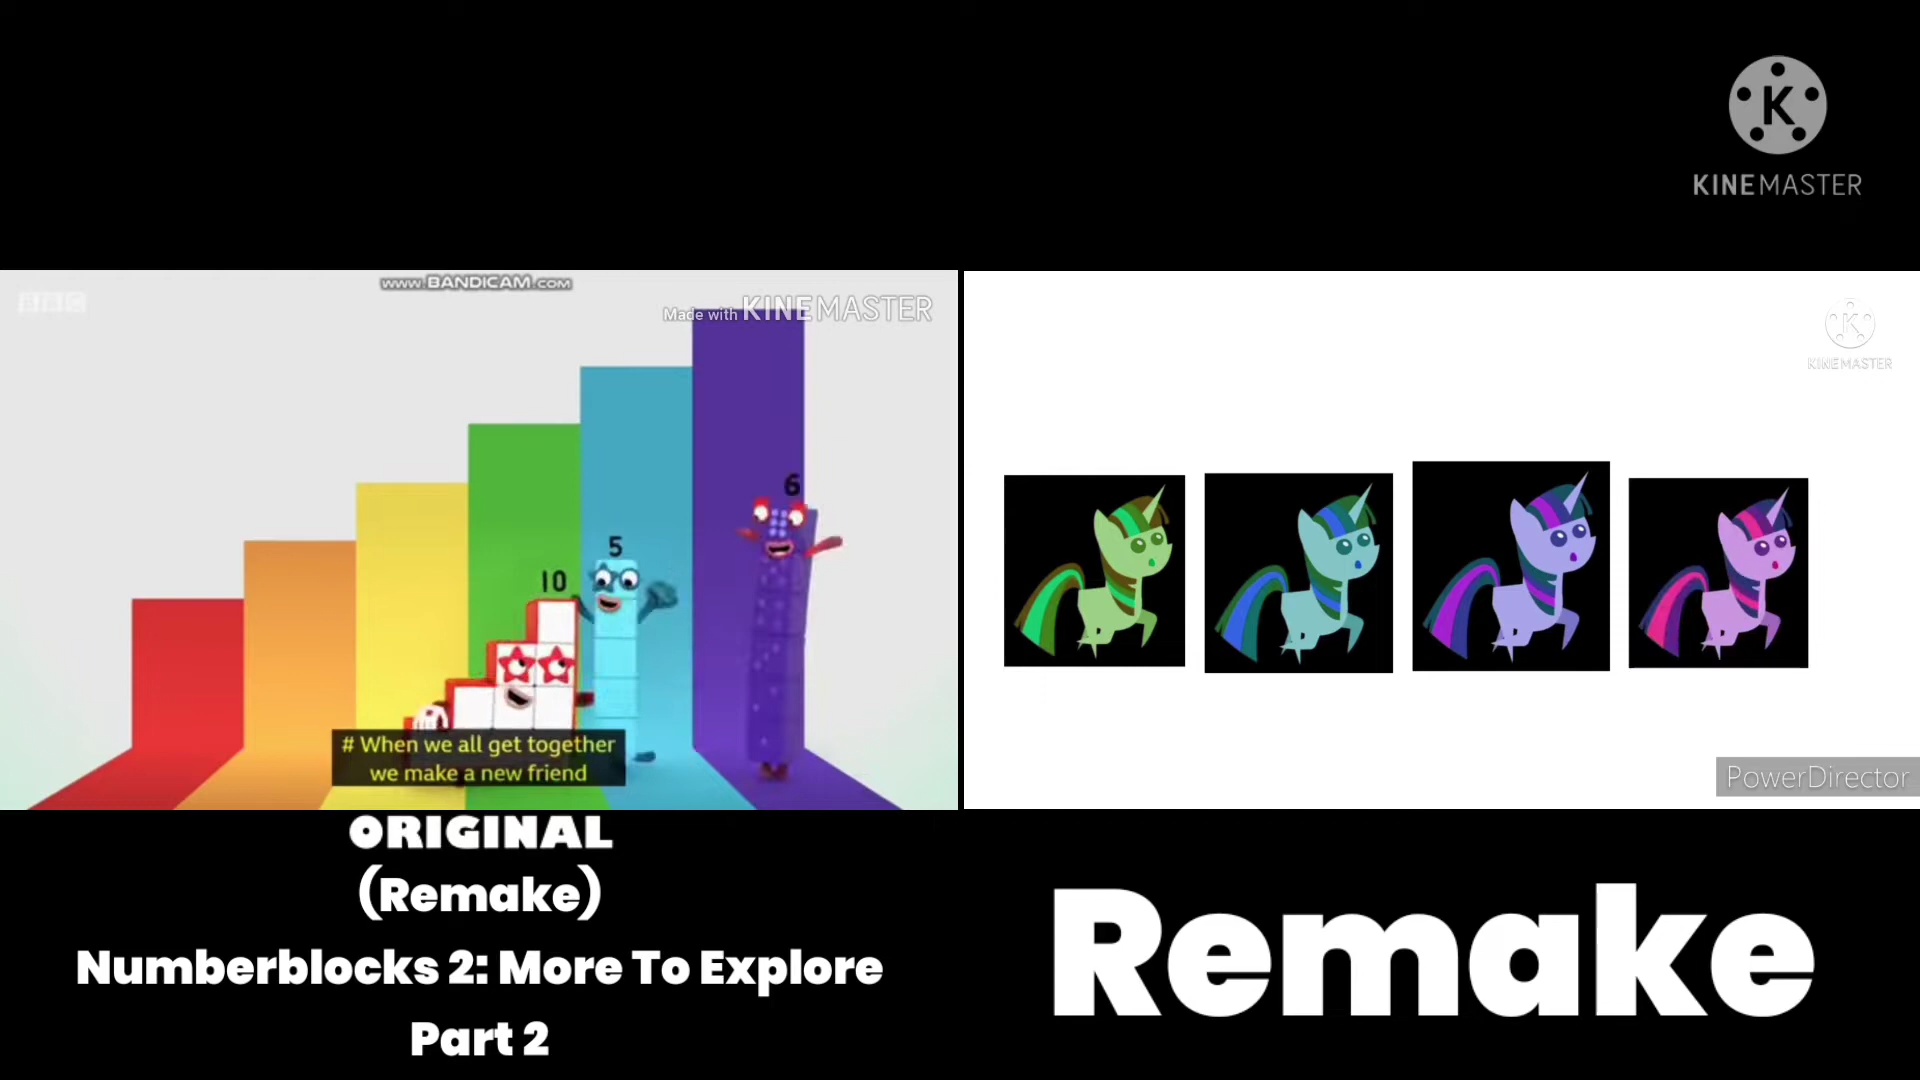 K
KINEMASTER
www.BANDICAM.com
BBC
Made with KINEMASTER
K
KINEMASTER
6
5
10
# When we all get together
we make a new friend
PowerDirector
ORIGINAL
(Remake)
Numberblocks 2: More To Explore
Part 2
Remake